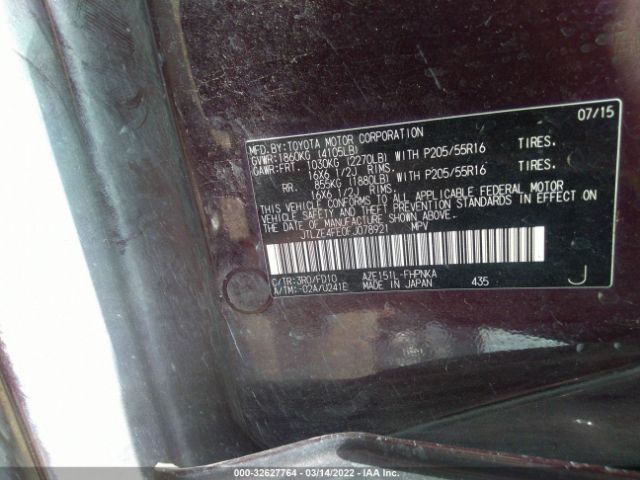 07/15
MFD.BY:TOYOTA MOTOR CORPORATION
GVWR:1860KG (4105LB)
GAWR:FRT. 1030KG (2270LB) WITH P205/55R16 TIRES.
16X6 1/2J RIMS.
RR. 855KG (1880LB) WITH P205/55R16 TIRES.
16X6 1/2J RIMS.
THIS VEHICLE CONFORMS TO ALL APPLICABLE FEDERAL MOTOR
VEHICLE SAFETY AND THEFT PREVENTION STANDARDS IN EFFECT ON
THE DATE OF MANUFACTURE SHOWN ABOVE.
JTLZE4FE0FJ078921 MPV
C/TR:3R0/FD10 AZE151L-FHPNKA
A/TM:-02A/U241E MADE IN JAPAN 435 J
000-32627764 - 03/14/2022 - IAA Inc.